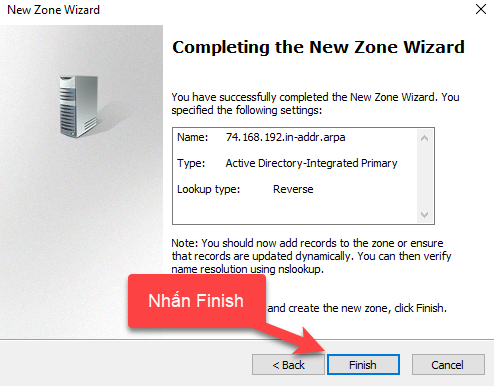 New Zone Wizard
Completing the New Zone Wizard
You have successfully completed the New Zone Wizard. You
specified the following settings:
Name: 74.168.192.in-addr.arpa
Type: Active Directory-Integrated Primary
Lookup type: Reverse
Note: You should now add records to the zone or ensure
that records are updated dynamically. You can then verify
name resolution using nslookup.
Nhấn Finish
and create the new zone, click Finish.
< Back
Finish
Cancel